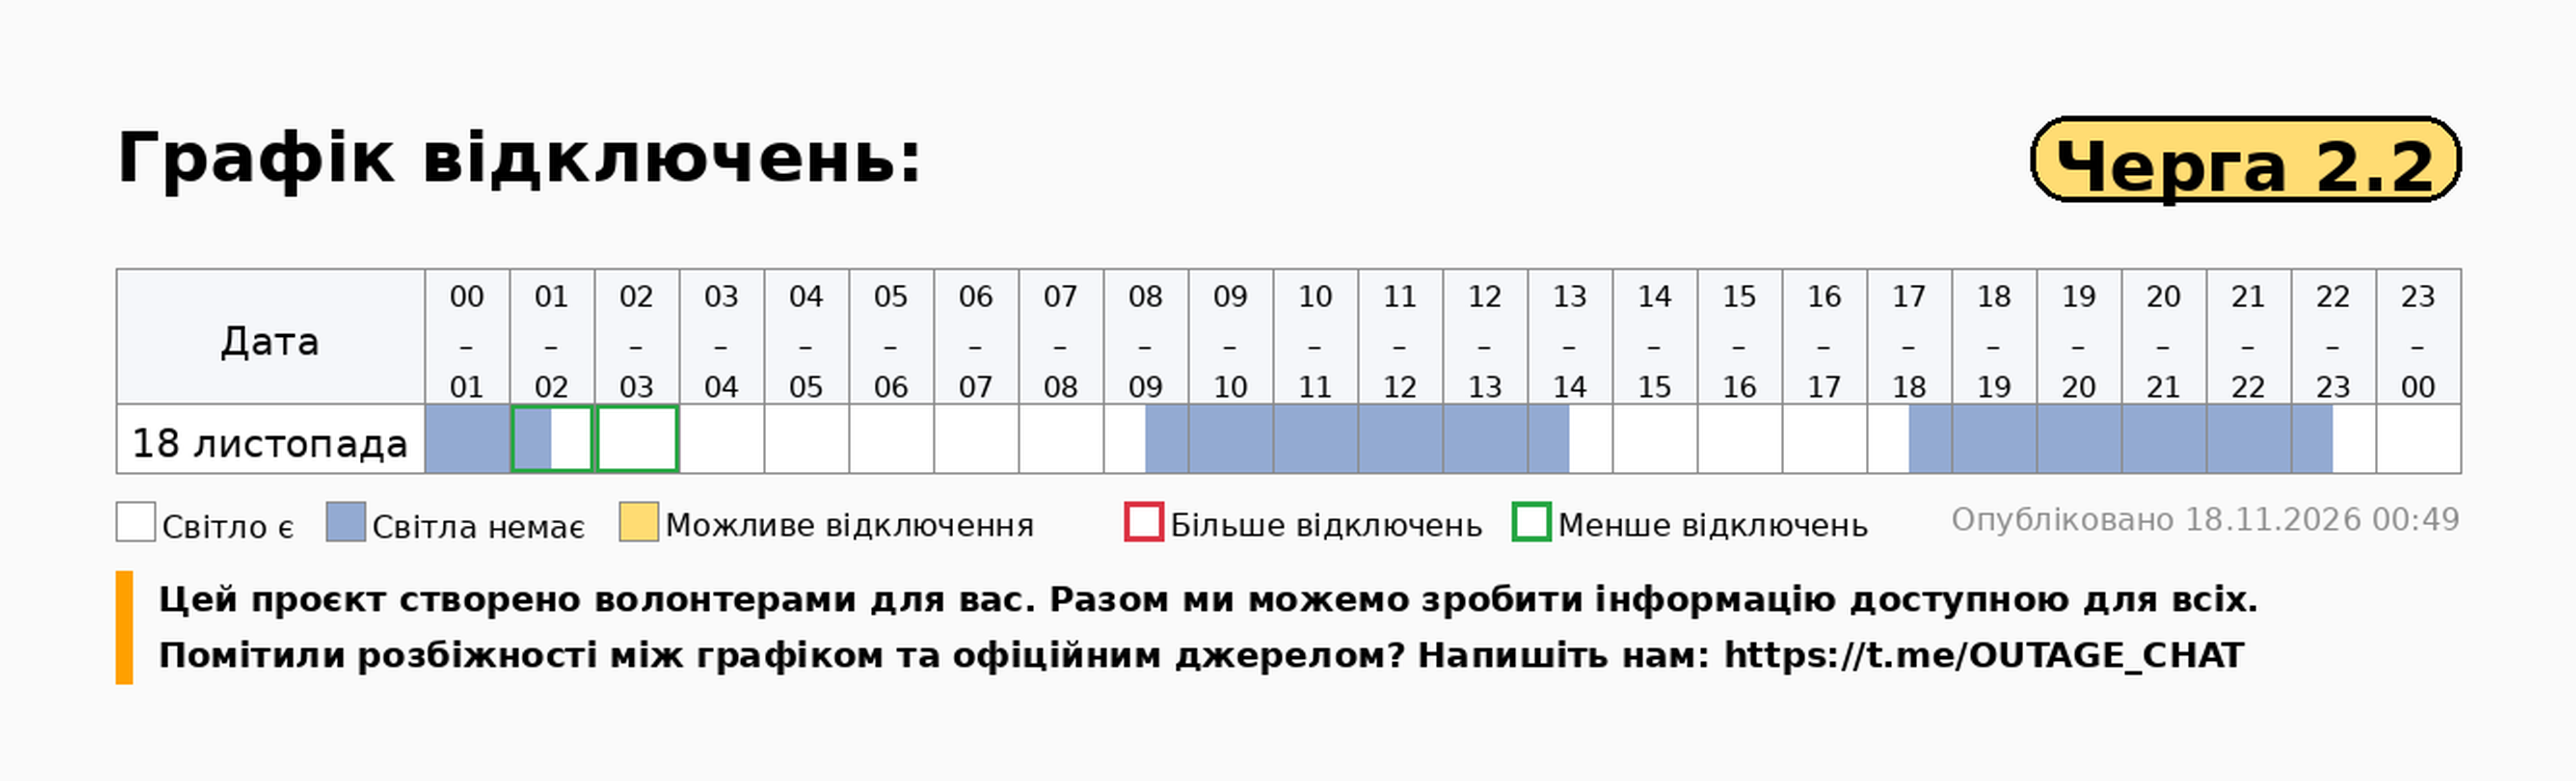 Графік відключень:
Черга 2.2
Дата
00 – 01
01 – 02
02 – 03
03 – 04
04 – 05
05 – 06
06 – 07
07 – 08
08 – 09
09 – 10
10 – 11
11 – 12
12 – 13
13 – 14
14 – 15
15 – 16
16 – 17
17 – 18
18 – 19
19 – 20
20 – 21
21 – 22
22 – 23
23 – 00
18 листопада
Світло є
Світла немає
Можливе відключення
Більше відключень
Менше відключень
Опубліковано 18.11.2026 00:49
Цей проєкт створено волонтерами для вас. Разом ми можемо зробити інформацію доступною для всіх.
Помітили розбіжності між графіком та офіційним джерелом? Напишіть нам: https://t.me/OUTAGE_CHAT